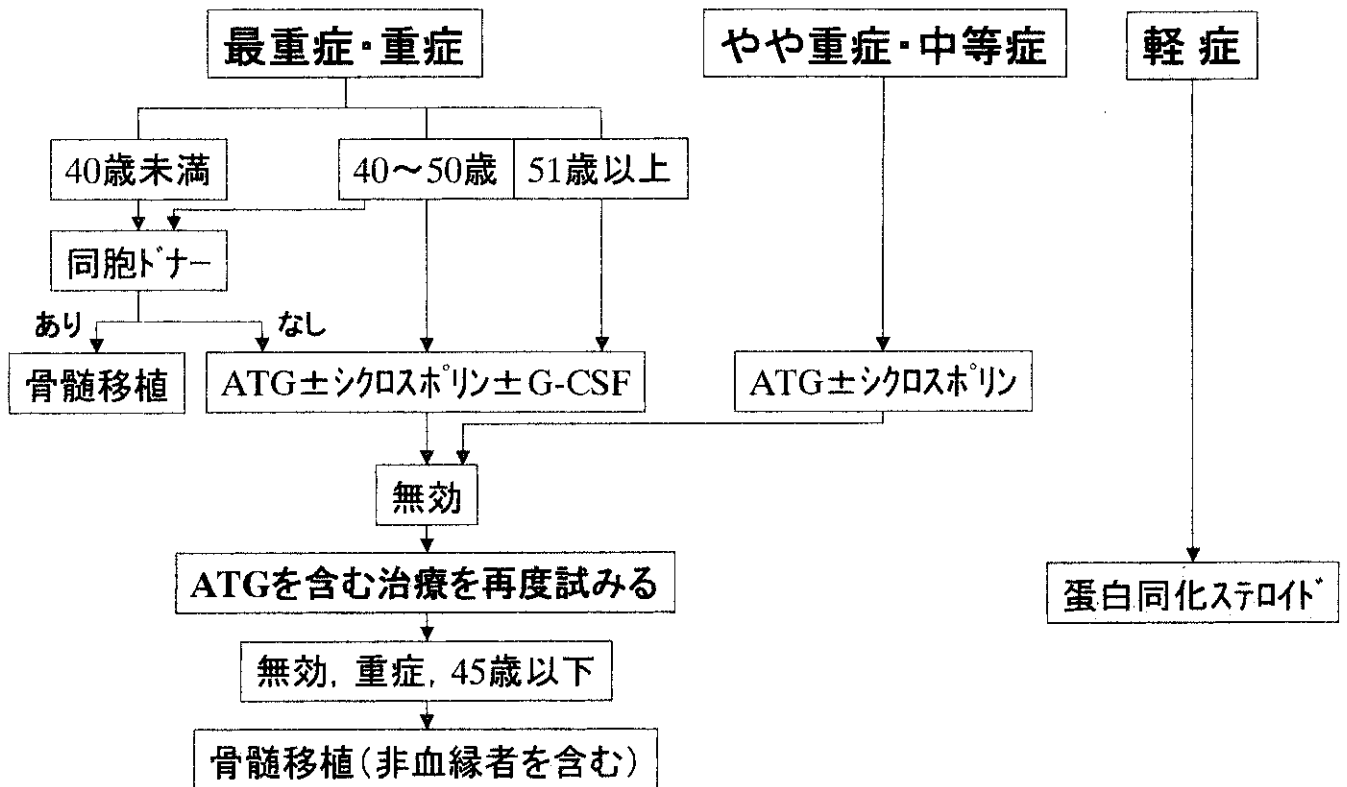 最重症・重症
やや重症・中等症
軽症
40歳未満
40～50歳
51歳以上
同胞ドナー
あり
なし
骨髄移植
ATG±シクロスポリン±G-CSF
ATG±シクロスポリン
無効
ATGを含む治療を再度試みる
蛋白同化ステロイド
無効, 重症, 45歳以下
骨髄移植(非血縁者を含む)